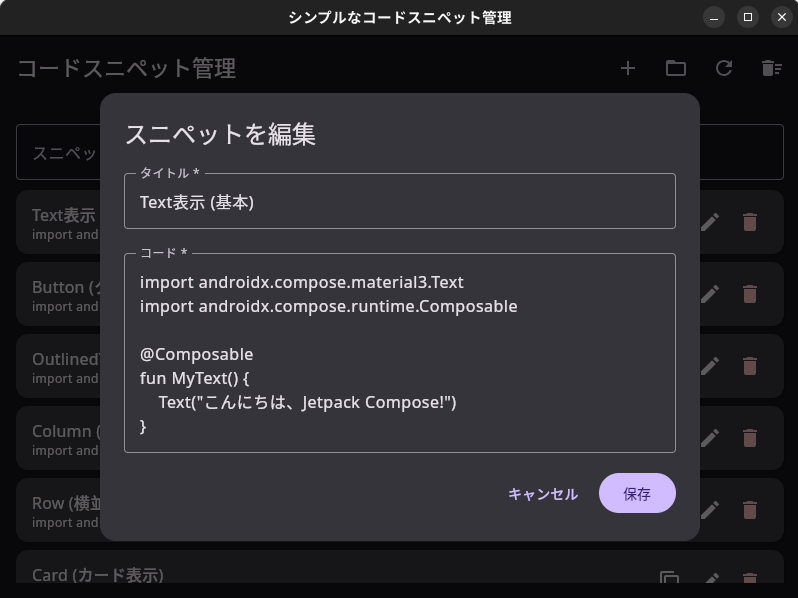 シンプルなコードスニペット管理
コードスニペット管理
スニペッ
スニペットを編集
タイトル *
Text表示 (基本)
コード *
import androidx.compose.material3.Text
import androidx.compose.runtime.Composable
@Composable
fun MyText() {
Text("こんにちは、Jetpack Compose!")
}
キャンセル
保存
Text表示
import and
Button (
import and
Outlined
import and
Column (
import and
Row (横並
import and
Card (カード表示)